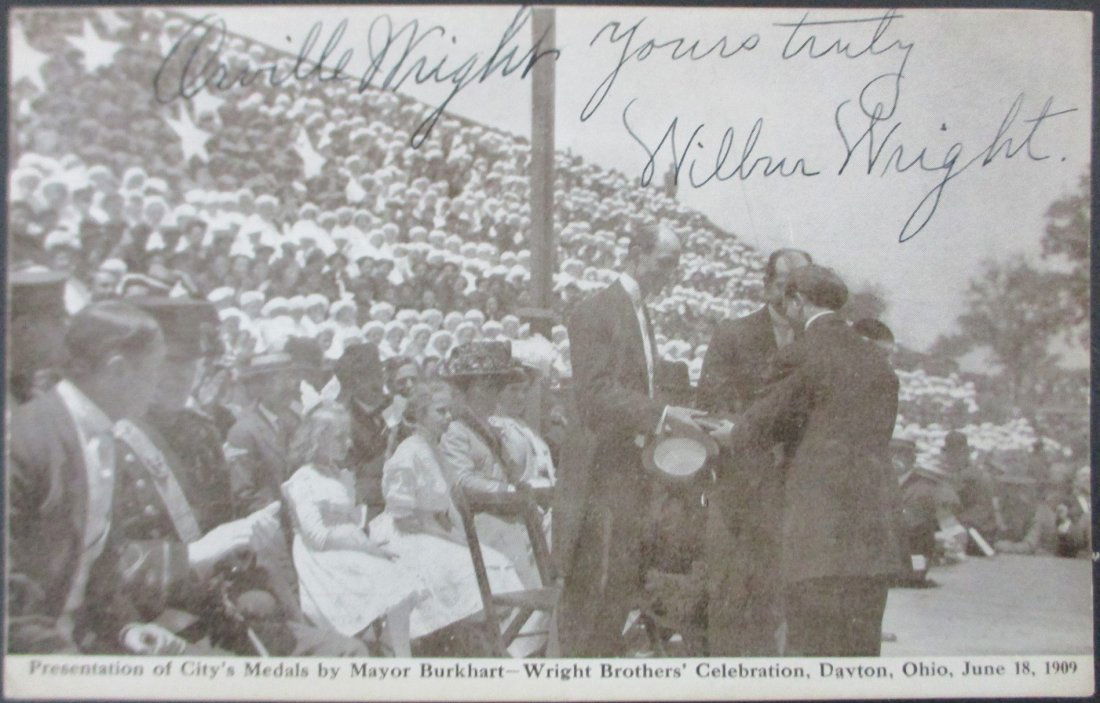 Orville Wright
Yours truly
Wilbur Wright.
Presentation of City's Medals by Mayor Burkhart—Wright Brothers' Celebration, Dayton, Ohio, June 18, 1909